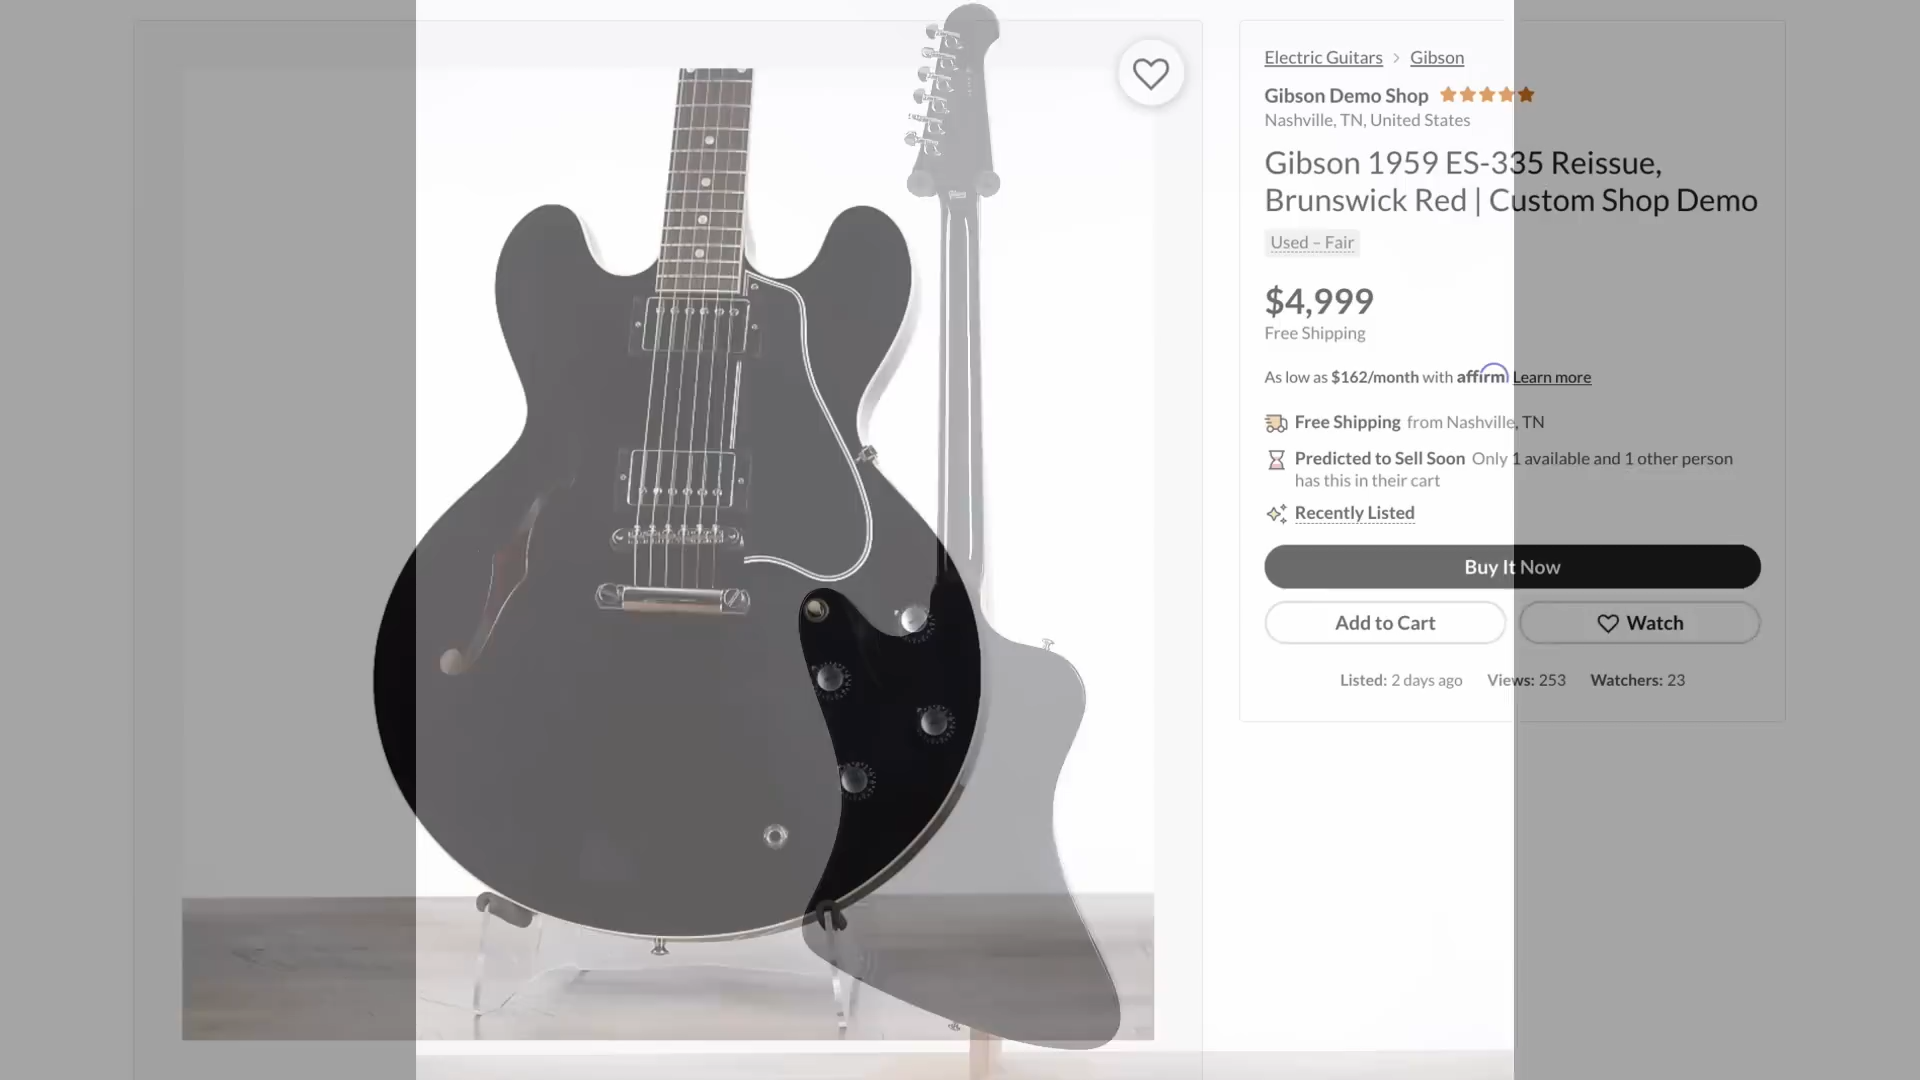 Electric Guitars > Gibson
Gibson Demo Shop
Nashville, TN, United States
Gibson 1959 ES-335 Reissue,
Brunswick Red | Custom Shop Demo
Used – Fair
$4,999
Free Shipping
As low as $162/month with affirm Learn more
Free Shipping from Nashville, TN
Predicted to Sell Soon Only 1 available and 1 other person
has this in their cart
Recently Listed
Buy It Now
Add to Cart Watch
Listed: 2 days ago Views: 253 Watchers: 23